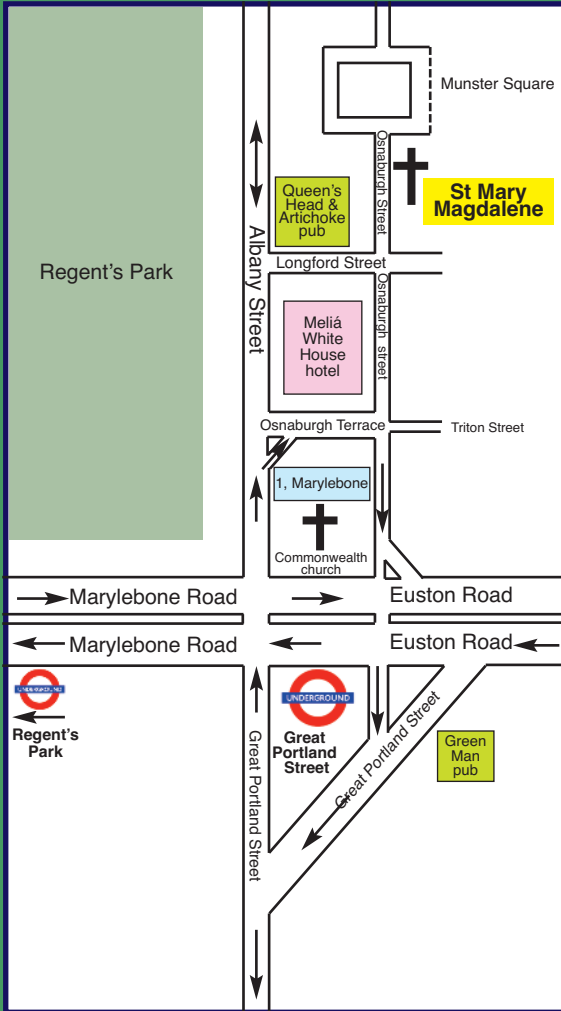 Munster Square
Osnaburgh Street
St Mary
Magdalene
Queen's
Head &
Artichoke
pub
Albany Street
Regent's Park
Longford Street
Osnaburgh street
Meliá
White
House
hotel
Osnaburgh Terrace
Triton Street
1, Marylebone
Commonwealth
church
Marylebone Road
Euston Road
Marylebone Road
Euston Road
UNDERGROUND
Regent's
Park
UNDERGROUND
Great
Portland
Street
Great Portland Street
Great Portland Street
Green
Man
pub